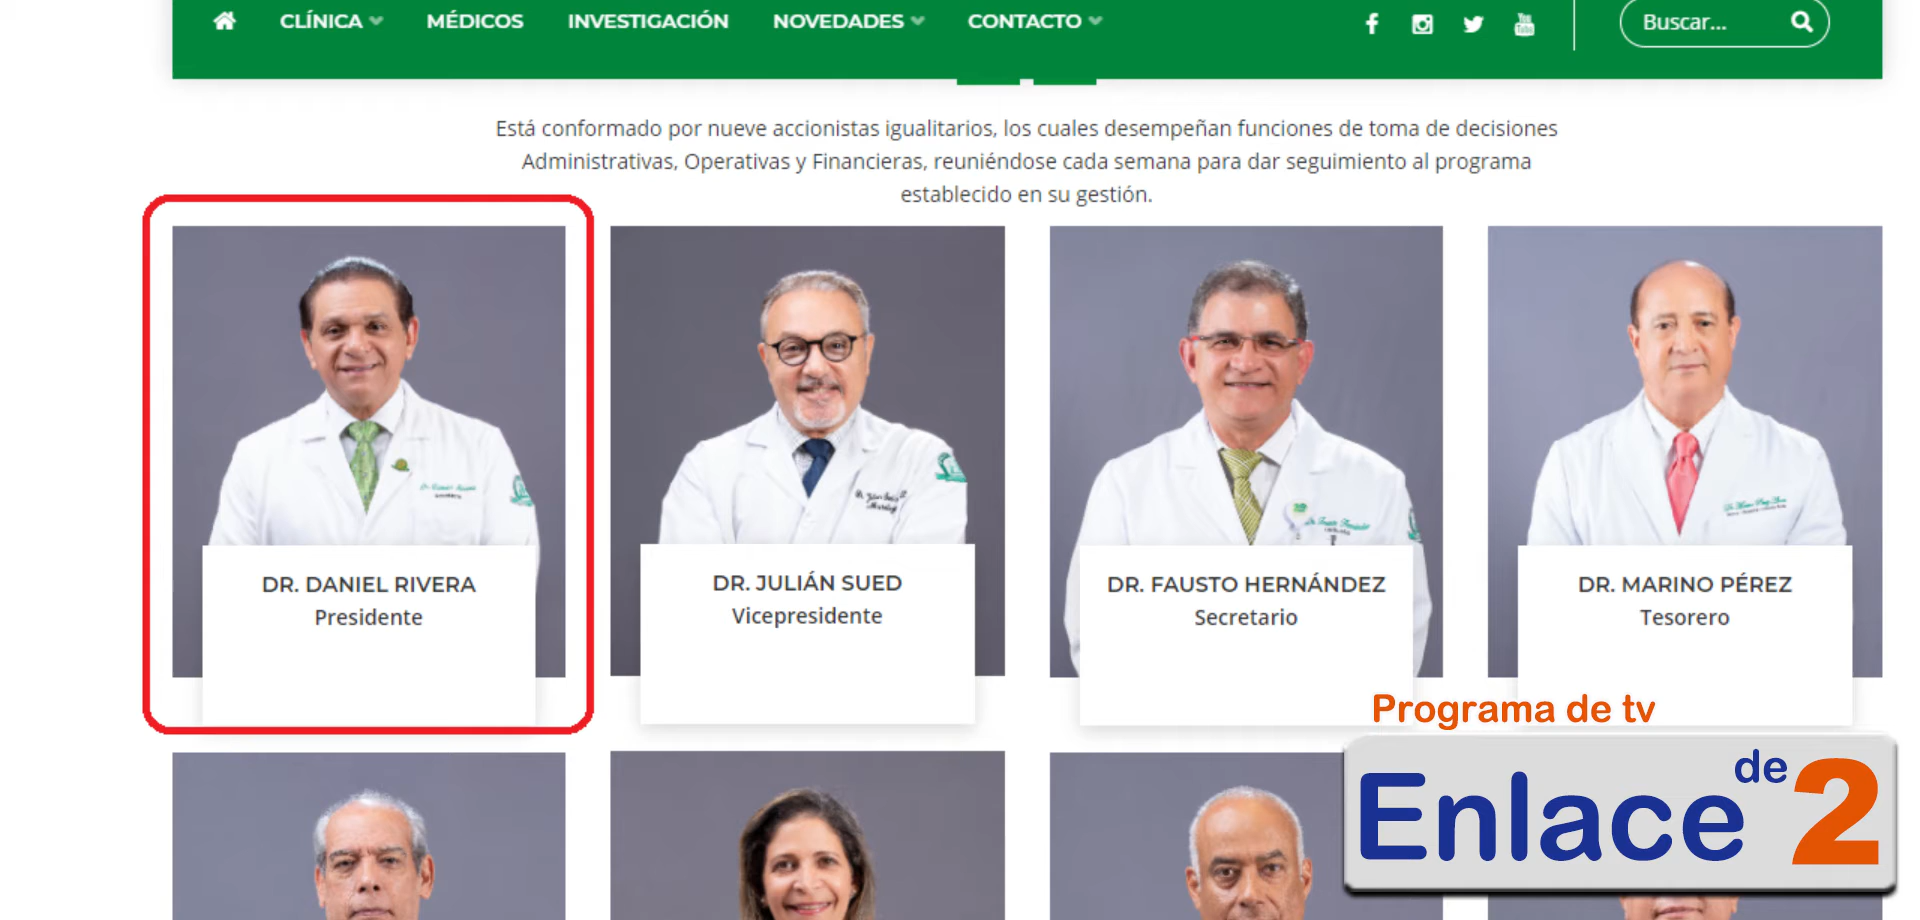 CLÍNICA MÉDICOS INVESTIGACIÓN NOVEDADES CONTACTO Buscar...
Está conformado por nueve accionistas igualitarios, los cuales desempeñan funciones de toma de decisiones
Administrativas, Operativas y Financieras, reuniéndose cada semana para dar seguimiento al programa
establecido en su gestión.
DR. DANIEL RIVERA
Presidente
DR. JULIÁN SUED
Vicepresidente
DR. FAUSTO HERNÁNDEZ
Secretario
DR. MARINO PÉREZ
Tesorero
Programa de tv
Enlace de 2